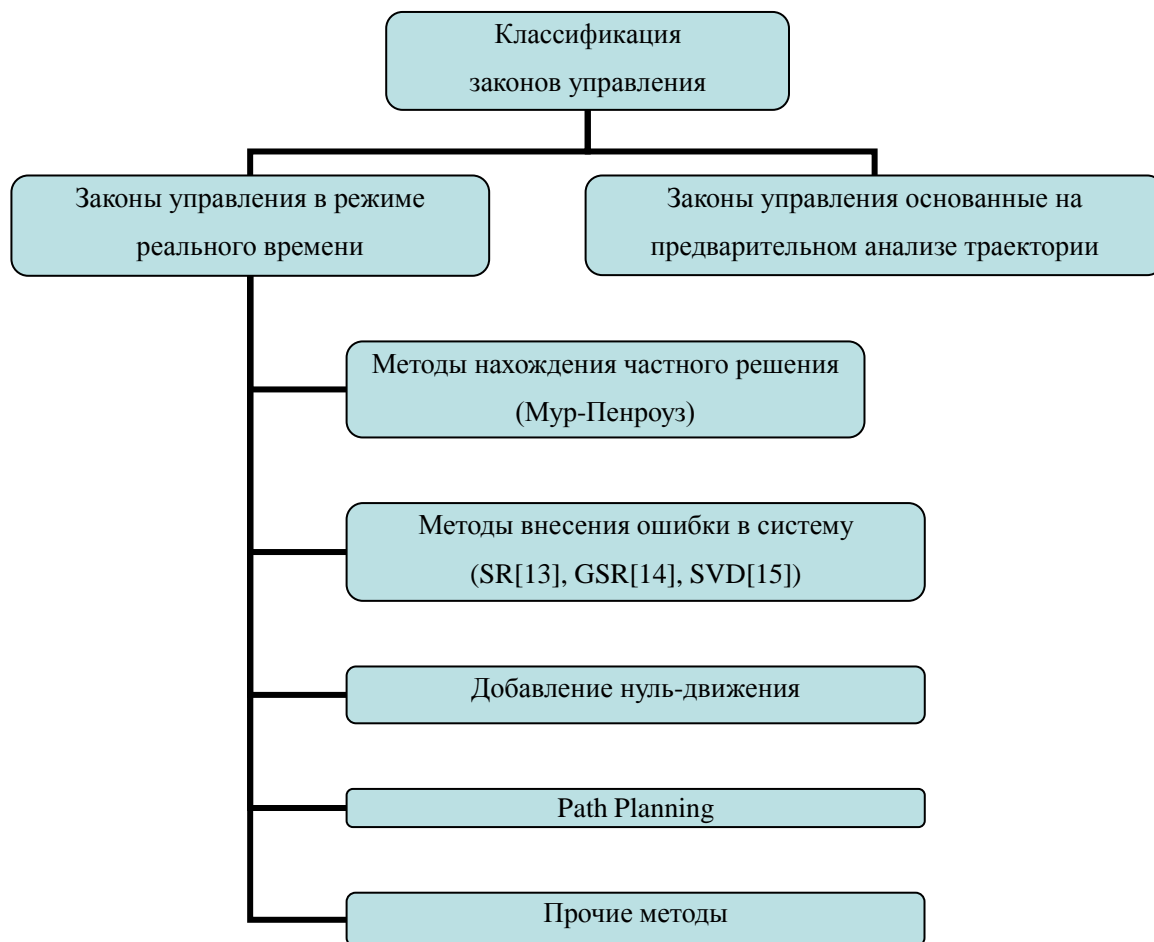 Классификация
законов управления
Законы управления в режиме
реального времени
Законы управления основанные на
предварительном анализе траектории
Методы нахождения частного решения
(Мур-Пенроуз)
Методы внесения ошибки в систему
(SR[13], GSR[14], SVD[15])
Добавление нуль-движения
Path Planning
Прочие методы